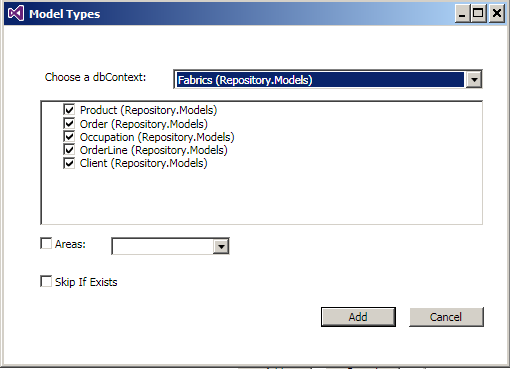 Model Types
Choose a dbContext:
Fabrics (Repository.Models)
Product (Repository.Models)
Order (Repository.Models)
Occupation (Repository.Models)
OrderLine (Repository.Models)
Client (Repository.Models)
Areas:
Skip If Exists
Add
Cancel